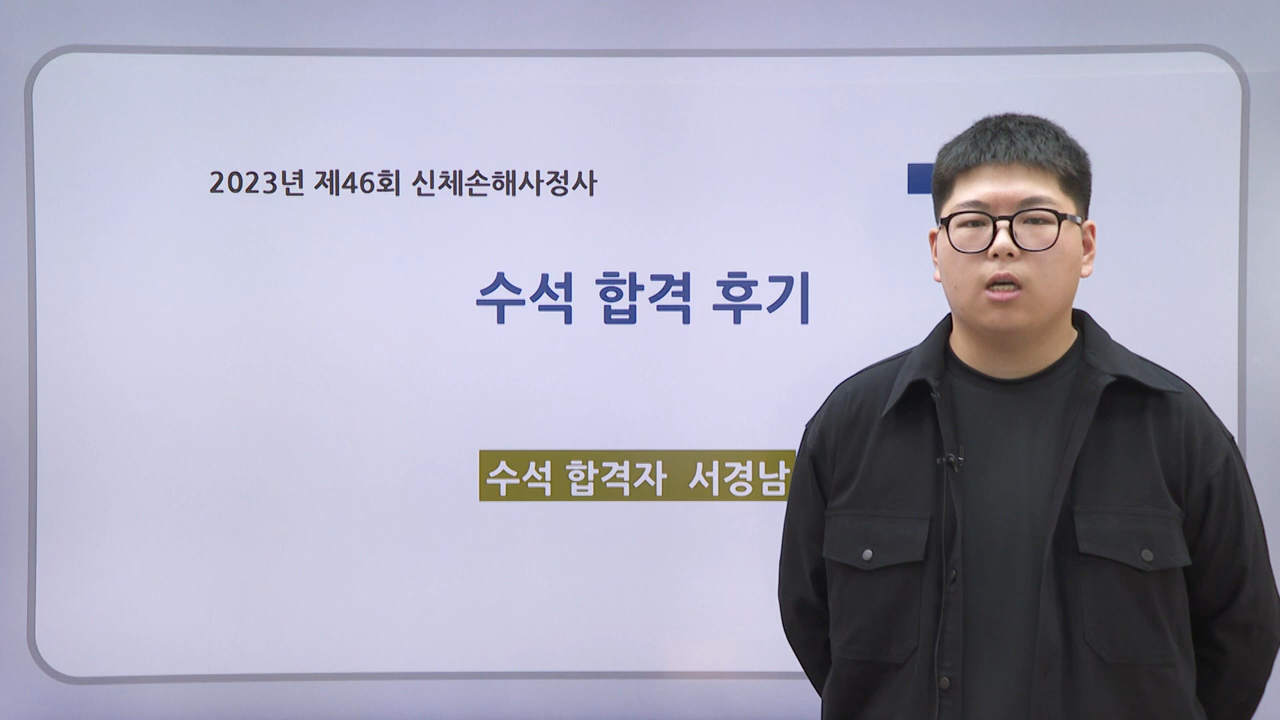 2023년 제46회 신체손해사정사
수석 합격 후기
수석 합격자 서경남